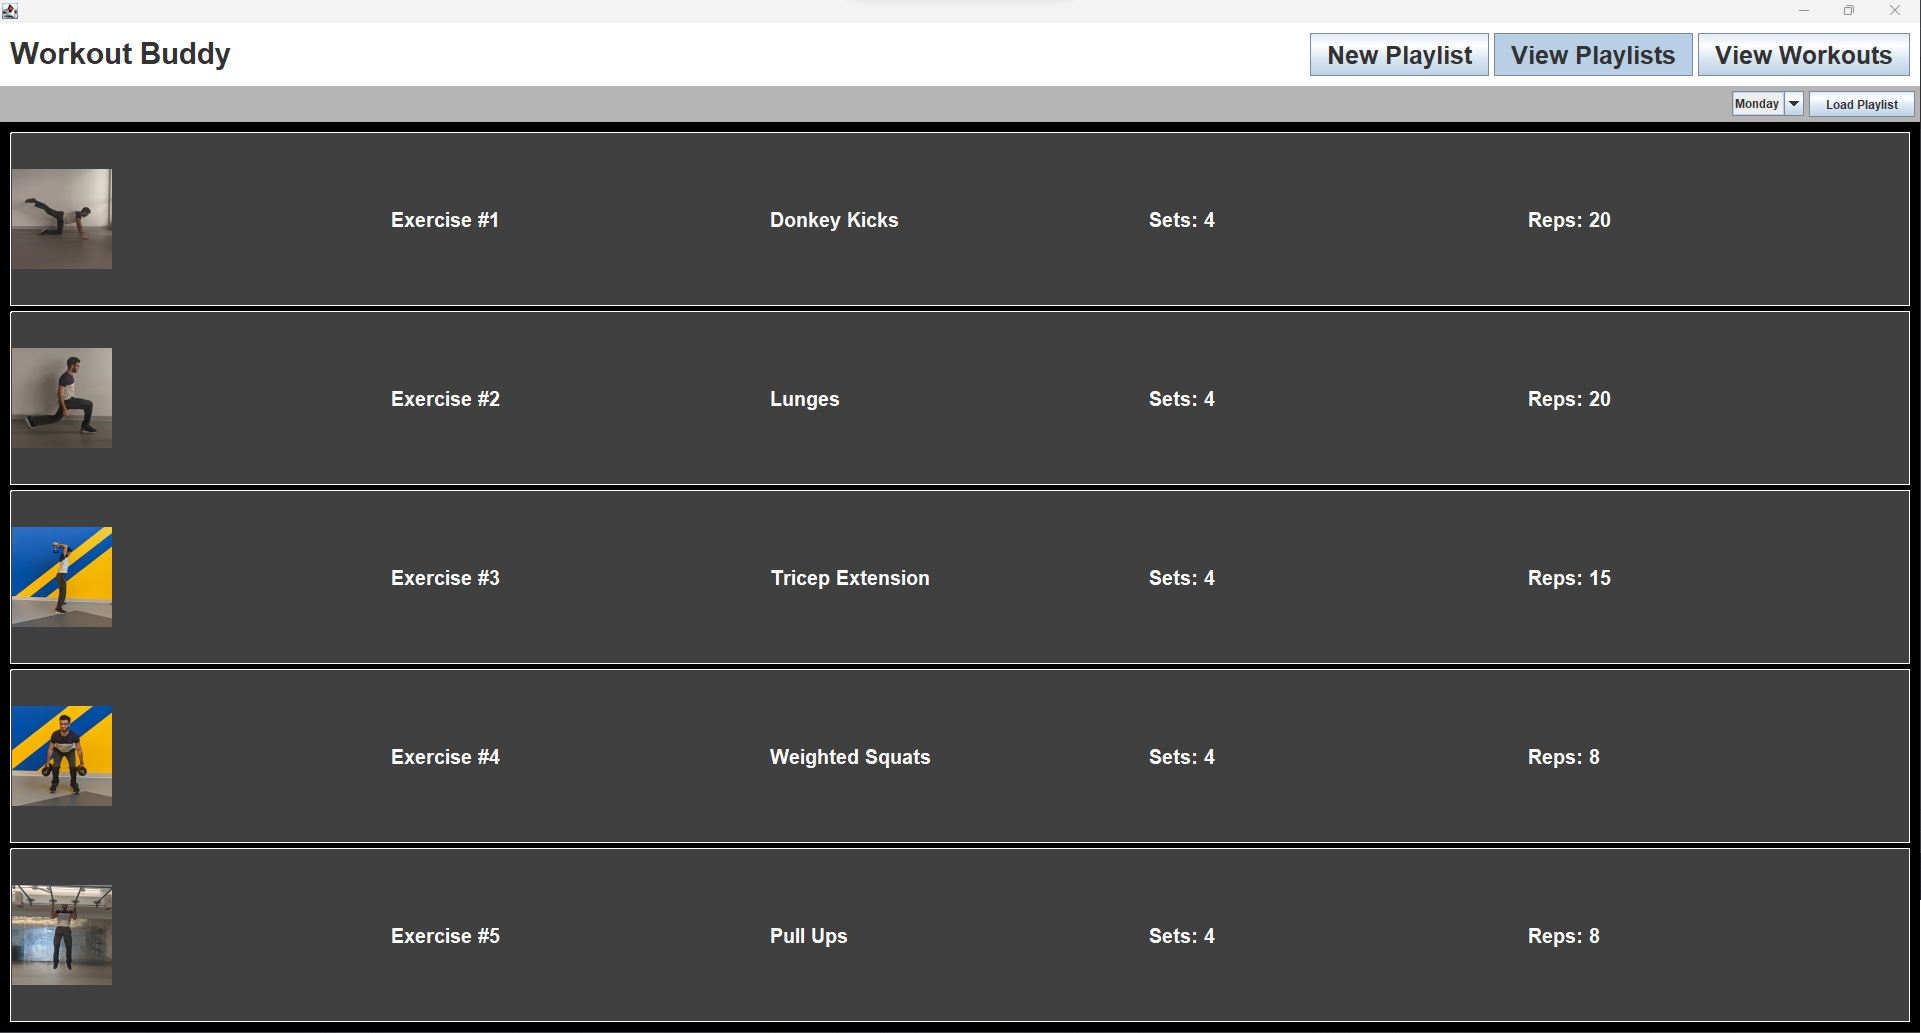 Workout Buddy
New Playlist
View Playlists
View Workouts
Monday
Load Playlist
Exercise #1 Donkey Kicks Sets: 4 Reps: 20
Exercise #2 Lunges Sets: 4 Reps: 20
Exercise #3 Tricep Extension Sets: 4 Reps: 15
Exercise #4 Weighted Squats Sets: 4 Reps: 8
Exercise #5 Pull Ups Sets: 4 Reps: 8